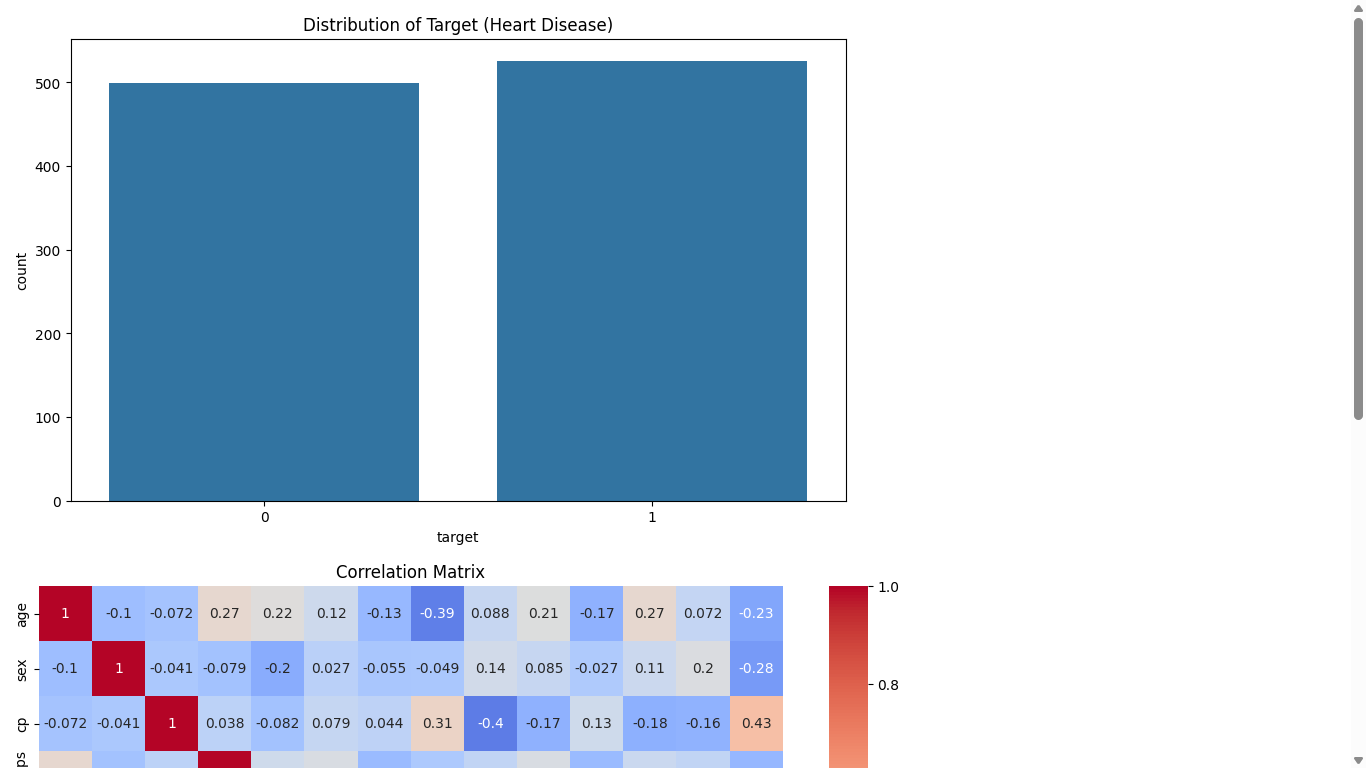 Distribution of Target (Heart Disease)
500
400
300
200
100
0
count
0 1
target
Correlation Matrix
age 1 -0.1 -0.072 0.27 0.22 0.12 -0.13 -0.39 0.088 0.21 -0.17 0.27 0.072 -0.23
sex -0.1 1 -0.041 -0.079 -0.2 0.027 -0.055 -0.049 0.14 0.085 -0.027 0.11 0.2 -0.28
cp -0.072 -0.041 1 0.038 -0.082 0.079 0.044 0.31 -0.4 -0.17 0.13 -0.18 -0.16 0.43
ps
1.0
0.8